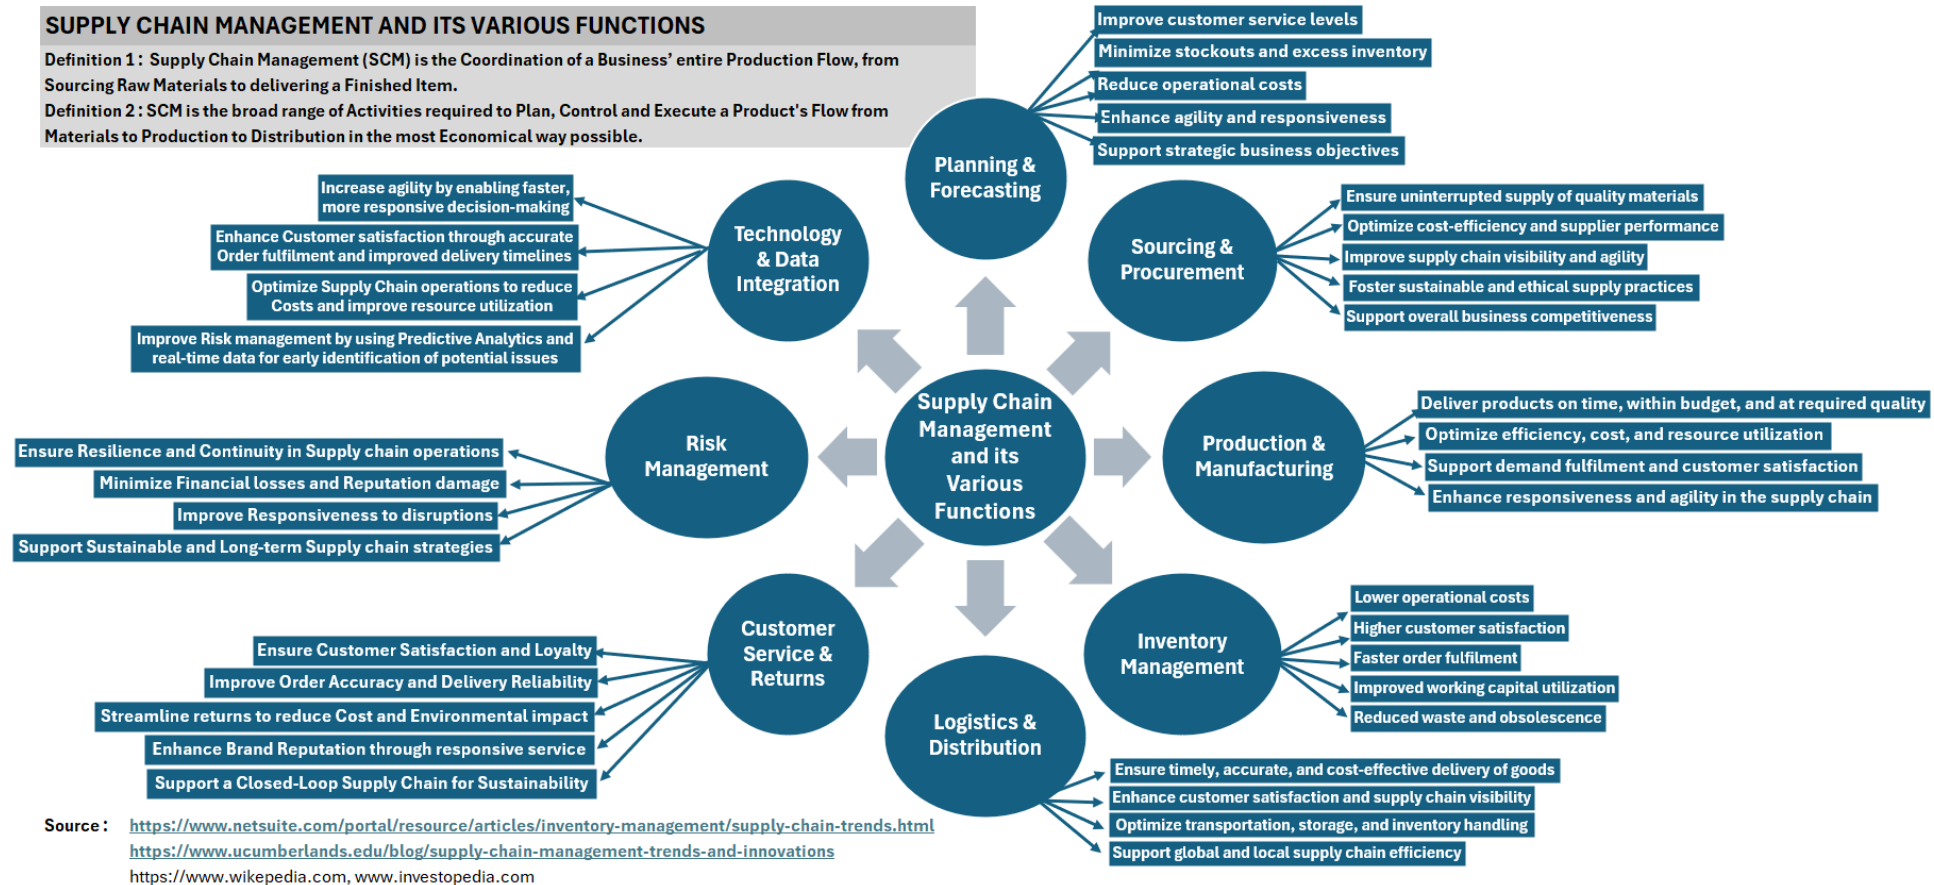 SUPPLY CHAIN MANAGEMENT AND ITS VARIOUS FUNCTIONS
Definition 1: Supply Chain Management (SCM) is the Coordination of a Business’ entire Production Flow, from
Sourcing Raw Materials to delivering a Finished Item.
Definition 2: SCM is the broad range of Activities required to Plan, Control and Execute a Product's Flow from
Materials to Production to Distribution in the most Economical way possible.
Supply Chain
Management
and its
Various
Functions
Planning &
Forecasting
Improve customer service levels
Minimize stockouts and excess inventory
Reduce operational costs
Enhance agility and responsiveness
Support strategic business objectives
Sourcing &
Procurement
Ensure uninterrupted supply of quality materials
Optimize cost-efficiency and supplier performance
Improve supply chain visibility and agility
Foster sustainable and ethical supply practices
Support overall business competitiveness
Production &
Manufacturing
Deliver products on time, within budget, and at required quality
Optimize efficiency, cost, and resource utilization
Support demand fulfilment and customer satisfaction
Enhance responsiveness and agility in the supply chain
Inventory
Management
Lower operational costs
Higher customer satisfaction
Faster order fulfilment
Improved working capital utilization
Reduced waste and obsolescence
Logistics &
Distribution
Ensure timely, accurate, and cost-effective delivery of goods
Enhance customer satisfaction and supply chain visibility
Optimize transportation, storage, and inventory handling
Support global and local supply chain efficiency
Customer
Service &
Returns
Ensure Customer Satisfaction and Loyalty
Improve Order Accuracy and Delivery Reliability
Streamline returns to reduce Cost and Environmental impact
Enhance Brand Reputation through responsive service
Support a Closed-Loop Supply Chain for Sustainability
Risk
Management
Ensure Resilience and Continuity in Supply chain operations
Minimize Financial losses and Reputation damage
Improve Responsiveness to disruptions
Support Sustainable and Long-term Supply chain strategies
Technology
& Data
Integration
Increase agility by enabling faster,
more responsive decision-making
Enhance Customer satisfaction through accurate
Order fulfilment and improved delivery timelines
Optimize Supply Chain operations to reduce
Costs and improve resource utilization
Improve Risk management by using Predictive Analytics and
real-time data for early identification of potential issues
Source: https://www.netsuite.com/portal/resource/articles/inventory-management/supply-chain-trends.html
https://www.ucumberlands.edu/blog/supply-chain-management-trends-and-innovations
https://www.wikepedia.com, www.investopedia.com